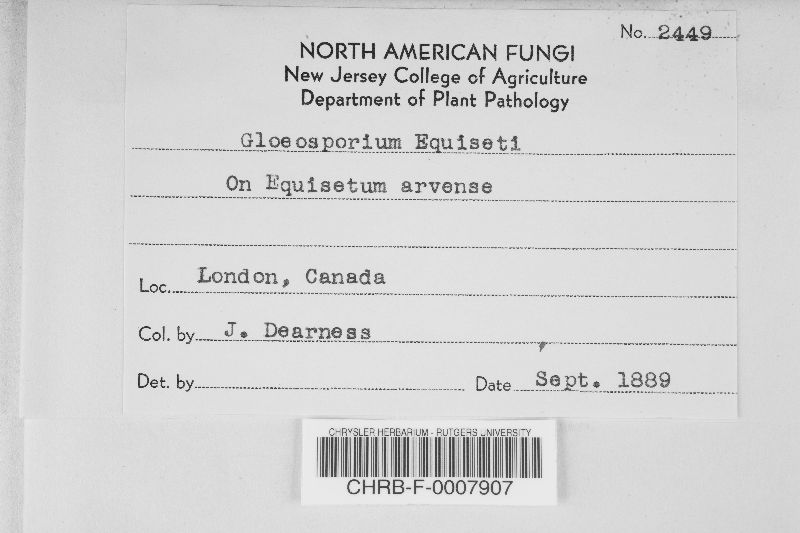 No. 2449
NORTH AMERICAN FUNGI
New Jersey College of Agriculture
Department of Plant Pathology
Gloeosporium Equiseti
On Equisetum arvense
Loc. London, Canada
Col. by J. Dearness
Det. by
Date Sept. 1889
CHRYSLER HERBARIUM - RUTGERS UNIVERSITY
CHRB-F-0007907